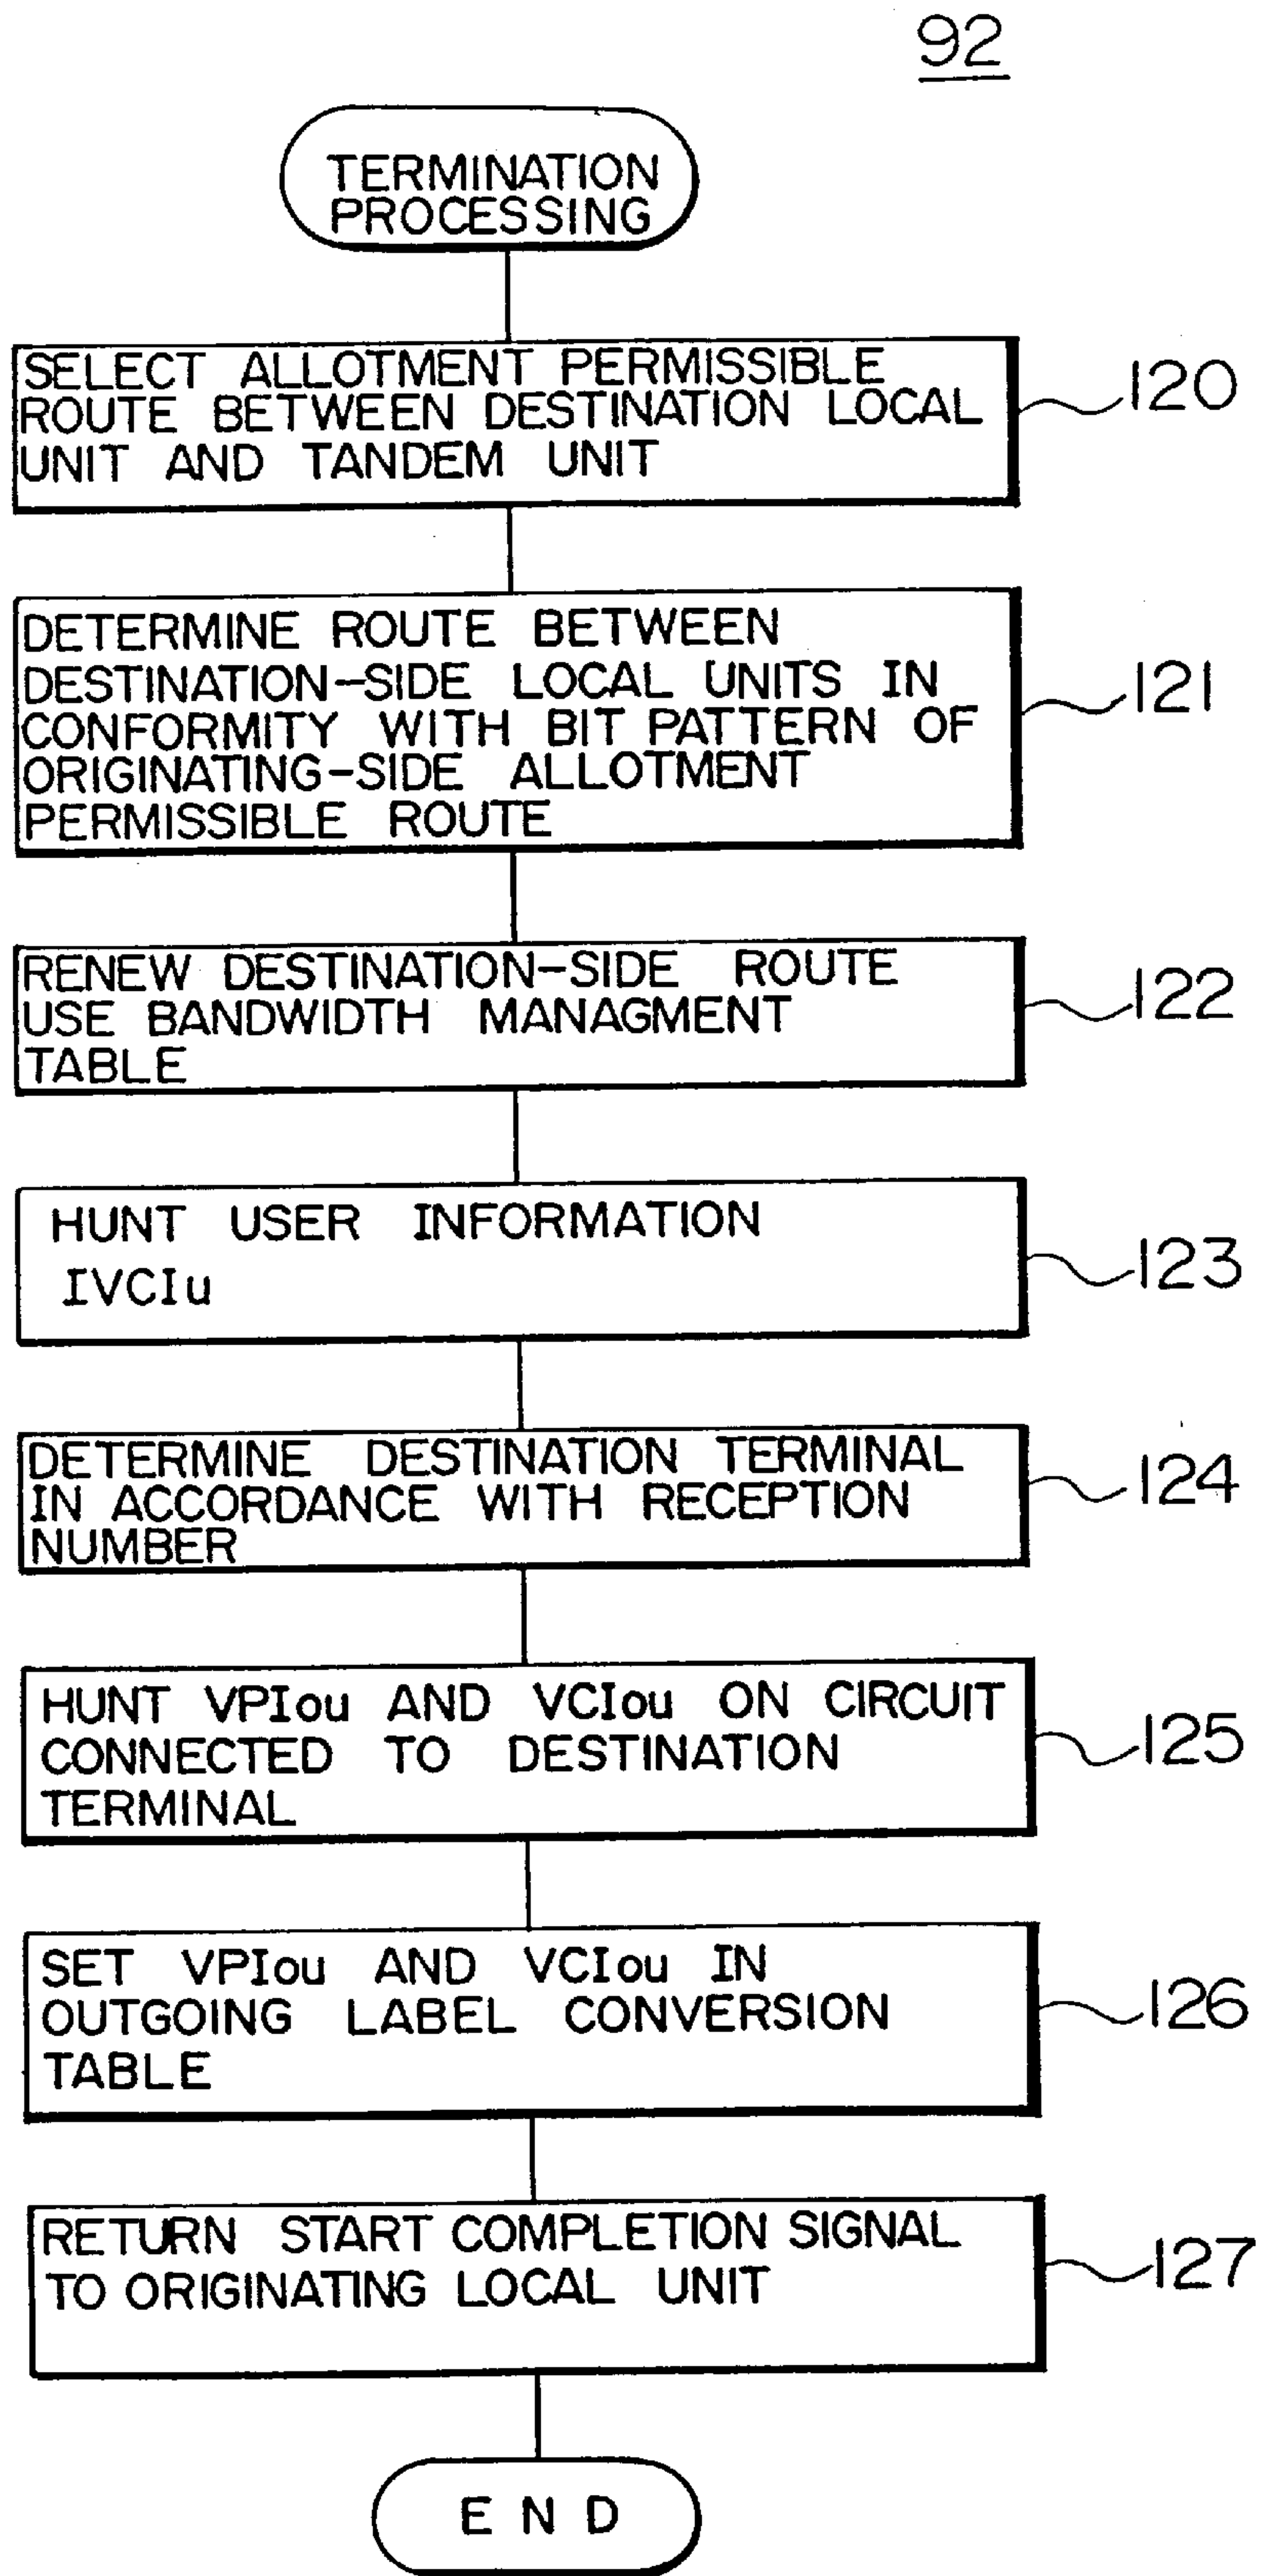 92
TERMINATION
PROCESSING
SELECT ALLOTMENT PERMISSIBLE
ROUTE BETWEEN DESTINATION LOCAL
UNIT AND TANDEM UNIT
120
DETERMINE ROUTE BETWEEN
DESTINATION-SIDE LOCAL UNITS IN
CONFORMITY WITH BIT PATTERN OF
ORIGINATING-SIDE ALLOTMENT
PERMISSIBLE ROUTE
121
RENEW DESTINATION-SIDE ROUTE
USE BANDWIDTH MANAGMENT
TABLE
122
HUNT USER INFORMATION
IVCIu
123
DETERMINE DESTINATION TERMINAL
IN ACCORDANCE WITH RECEPTION
NUMBER
124
HUNT VPIou AND VCIou ON CIRCUIT
CONNECTED TO DESTINATION
TERMINAL
125
SET VPIou AND VCIou IN
OUTGOING LABEL CONVERSION
TABLE
126
RETURN START COMPLETION SIGNAL
TO ORIGINATING LOCAL UNIT
127
END